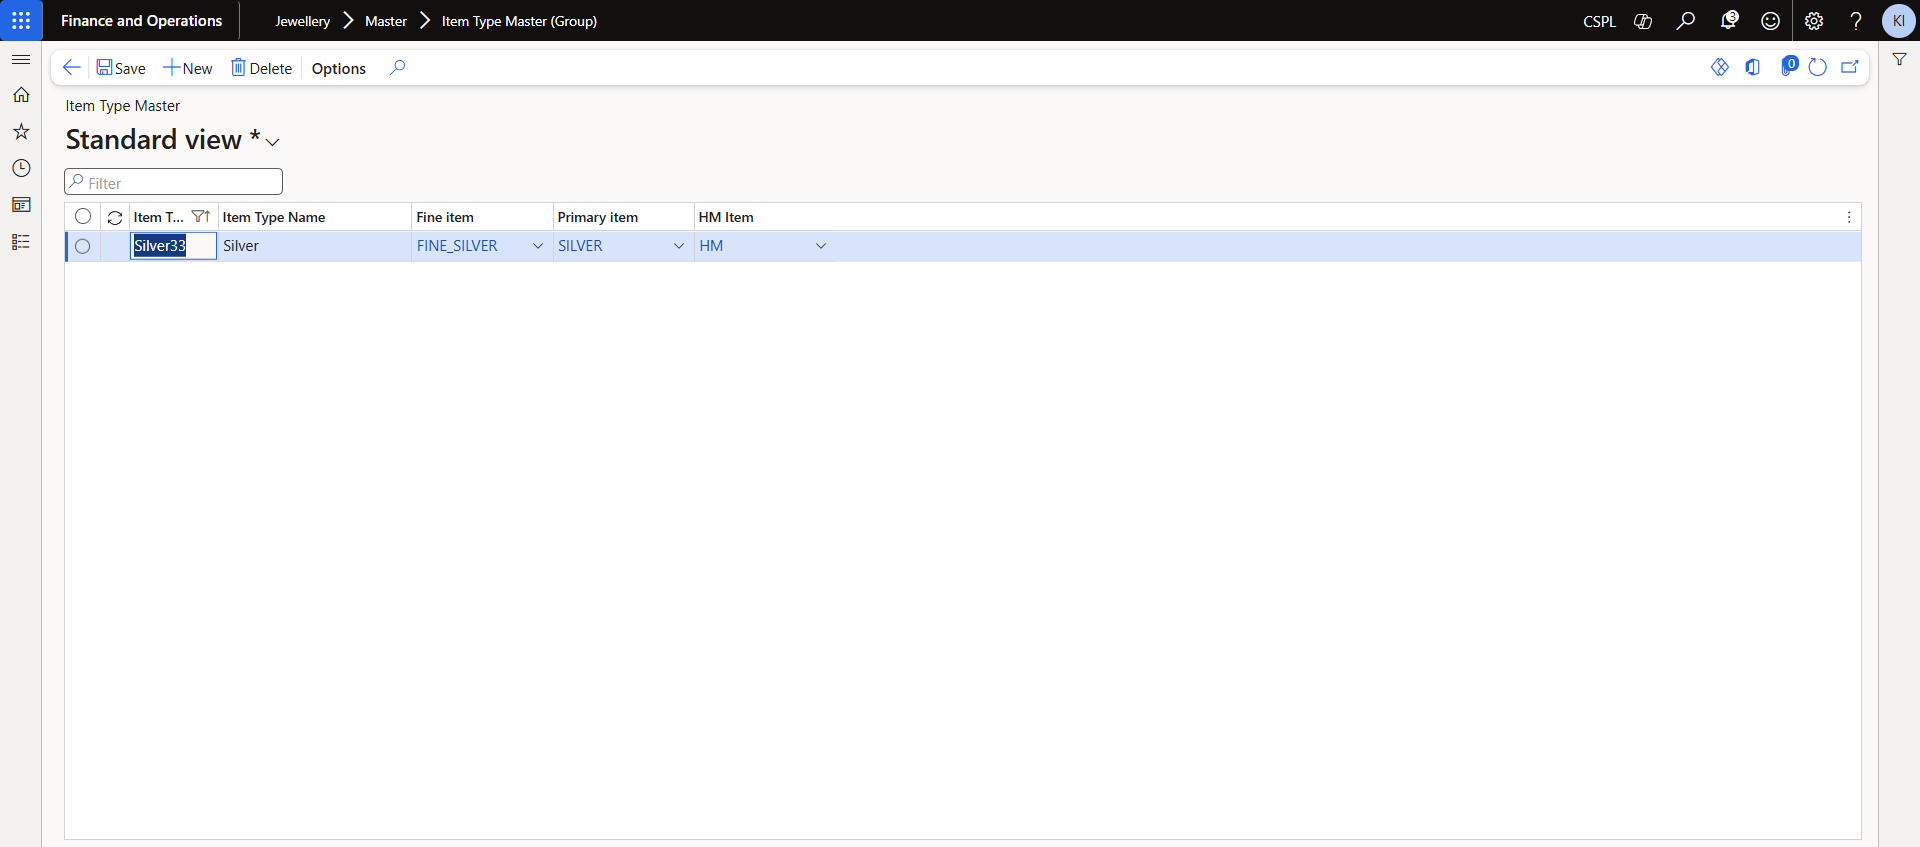 Finance and Operations
Jewellery
Master
Item Type Master (Group)
CSPL
3
KI
Save
New
Delete
Options
0
Item Type Master
Standard view *
Filter
Item T...
Item Type Name
Fine item
Primary item
HM Item
Silver33
Silver
FINE_SILVER
SILVER
HM